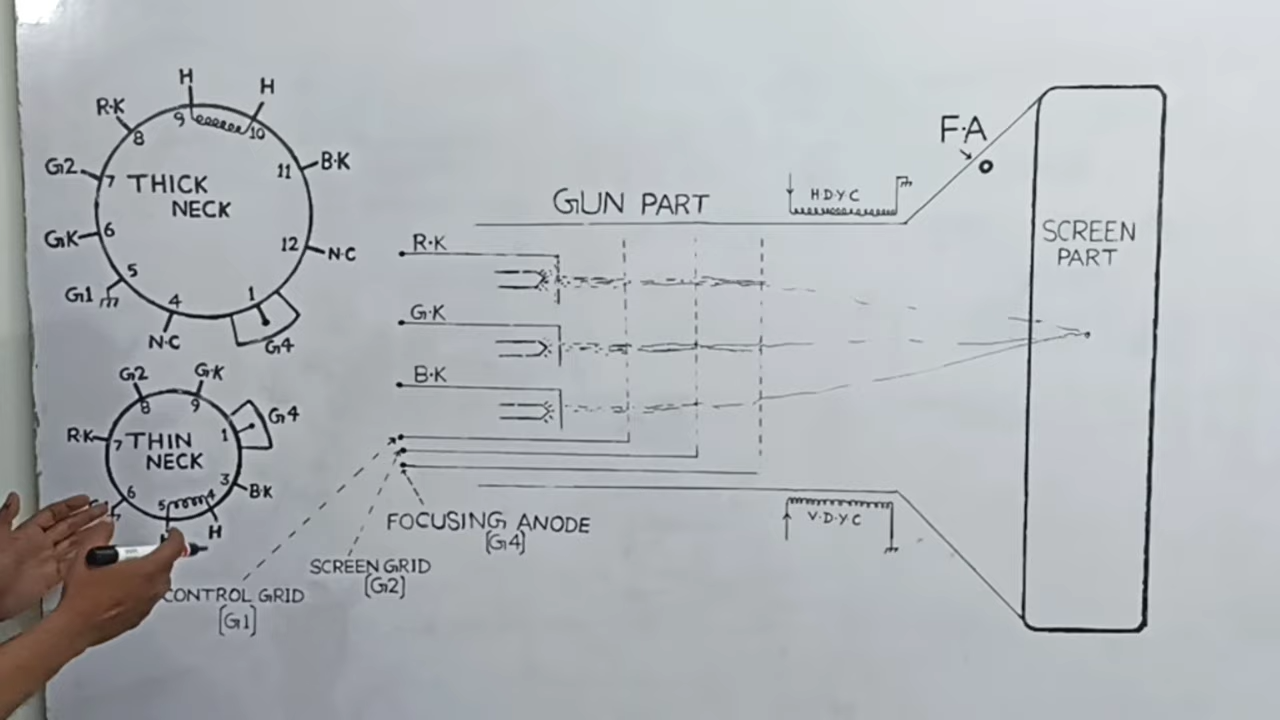 H
H
R·K
9
10
8
G2
7
THICK
NECK
11
B·K
GK
6
12
N·C
5
G1
4
1
N·C
G4
G2
GK
8
9
G4
R·K
7
THIN
NECK
1
6
5
4
3
B·K
H
CONTROL GRID
[G1]
SCREEN GRID
[G2]
FOCUSING ANODE
[G4]
GUN PART
R·K
G·K
B·K
H·D·Y·C
V·D·Y·C
F·A
SCREEN
PART